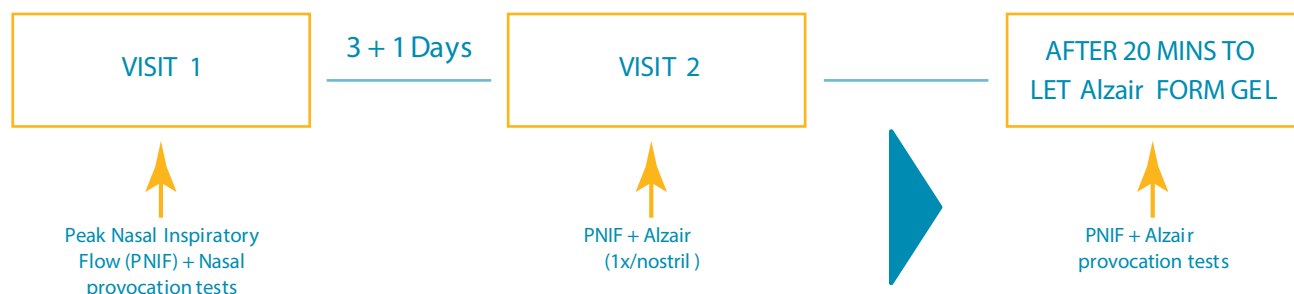 VISIT 1
3 + 1 Days
VISIT 2
AFTER 20 MINS TO
LET Alzair FORM GEL
Peak Nasal Inspiratory
Flow (PNIF) + Nasal
provocation tests
PNIF + Alzair
(1x/nostril )
PNIF + Alzair
provocation tests